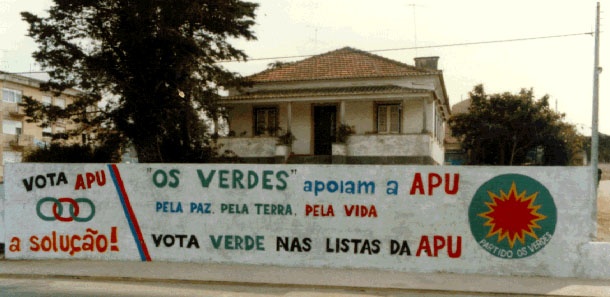 VOTA APU
a solução!
"OS VERDES" apoiam a APU
PELA PAZ, PELA TERRA, PELA VIDA
VOTA VERDE NAS LISTAS DA APU
PARTIDO OS VERDES